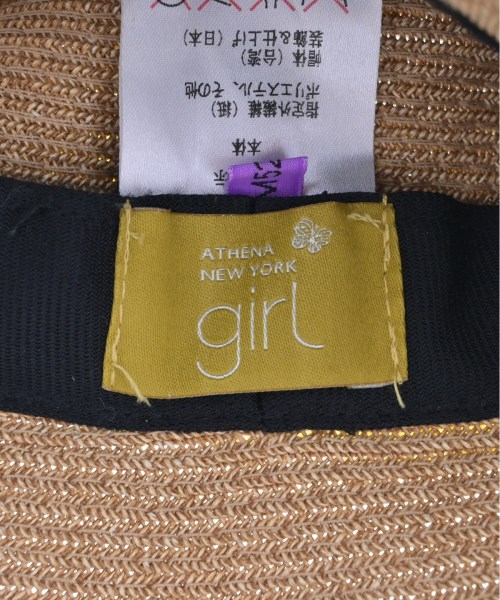 本体
指定外繊維（紙）
ポリエステル、その他
帽体（台湾）
装飾&仕上げ（日本）
M52
ATHENA
NEW YORK
girl